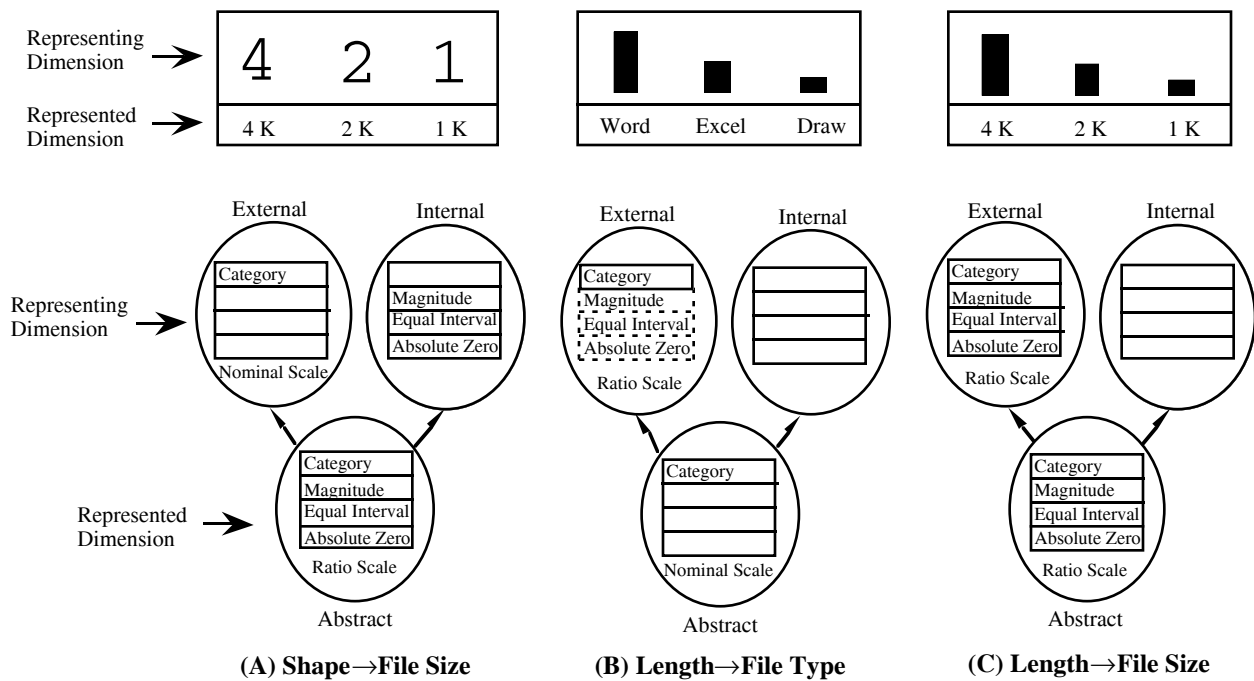 Representing
Dimension
4 2 1
Represented
Dimension
4 K 2 K 1 K
Word Excel Draw
4 K 2 K 1 K
Representing
Dimension
External
Category
Nominal Scale
Internal
Magnitude
Equal Interval
Absolute Zero
External
Category
Magnitude
Equal Interval
Absolute Zero
Ratio Scale
Internal
External
Category
Magnitude
Equal Interval
Absolute Zero
Ratio Scale
Internal
Represented
Dimension
Category
Magnitude
Equal Interval
Absolute Zero
Ratio Scale
Abstract
Category
Nominal Scale
Abstract
Category
Magnitude
Equal Interval
Absolute Zero
Ratio Scale
Abstract
(A) Shape→File Size
(B) Length→File Type
(C) Length→File Size